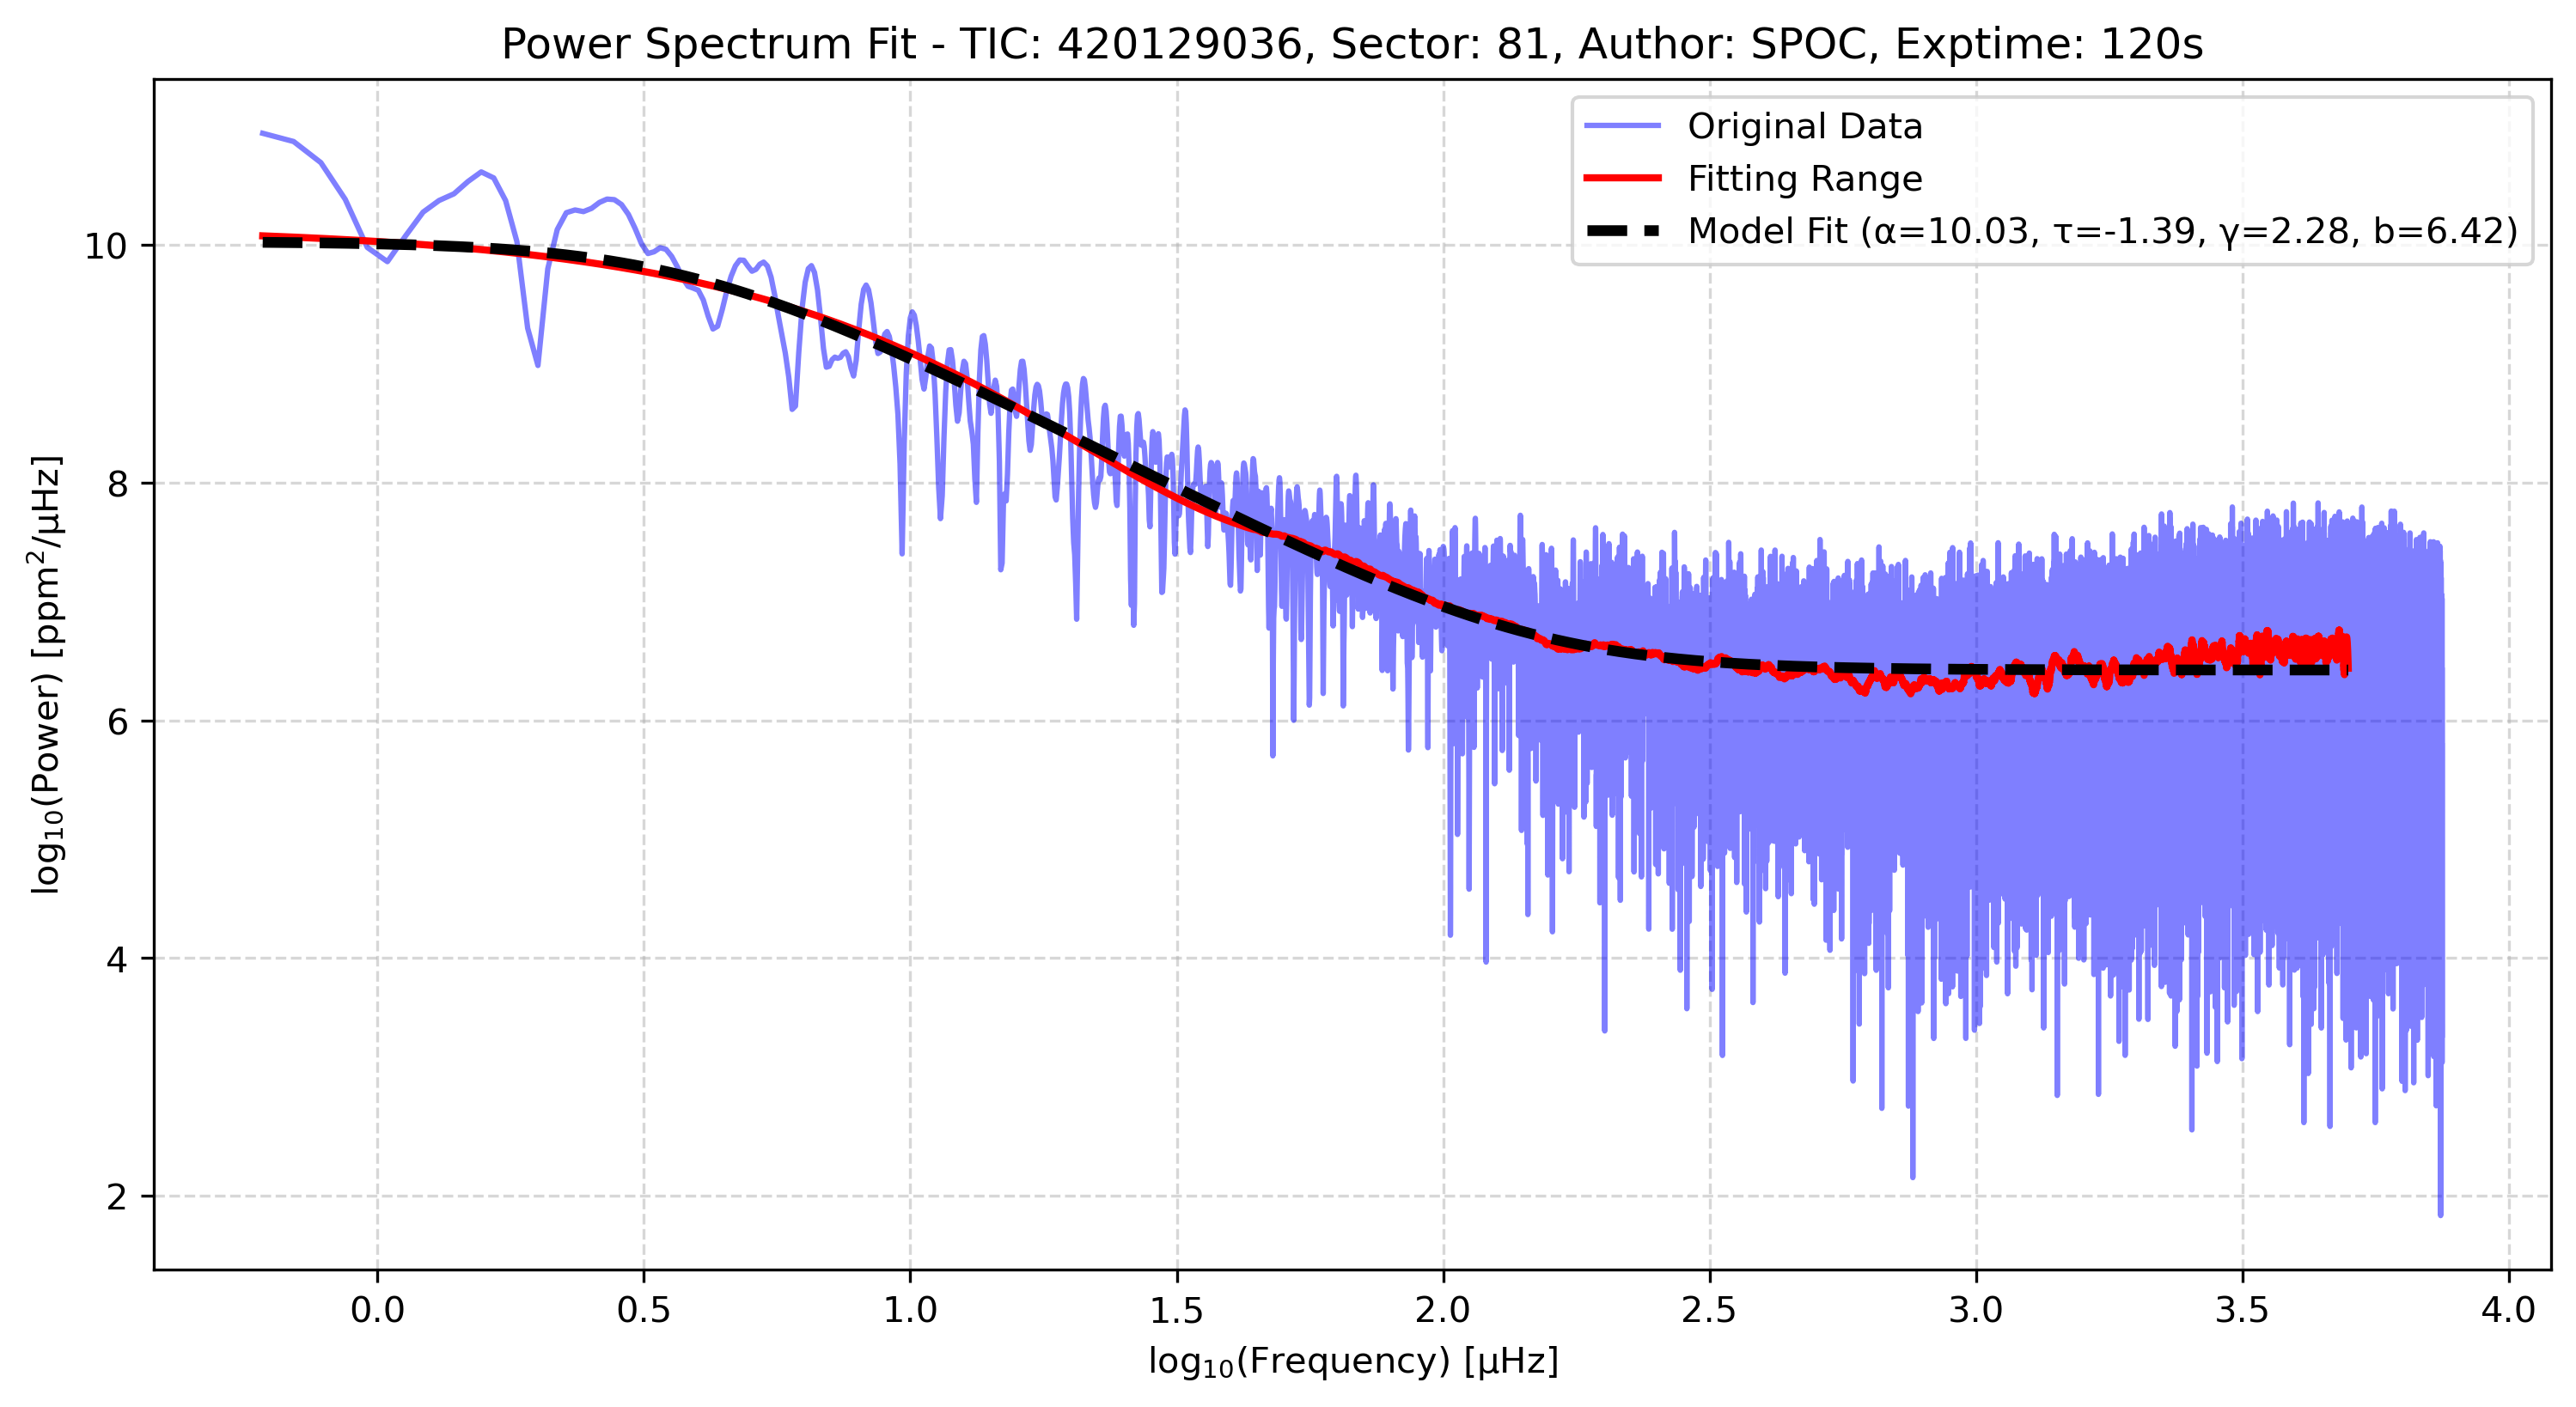 Power Spectrum Fit - TIC: 420129036, Sector: 81, Author: SPOC, Exptime: 120s
Original Data
Fitting Range
Model Fit (α=10.03, τ=-1.39, γ=2.28, b=6.42)
log₁₀(Power) [ppm²/μHz]
10
8
6
4
2
0.0 0.5 1.0 1.5 2.0 2.5 3.0 3.5 4.0
log₁₀(Frequency) [μHz]